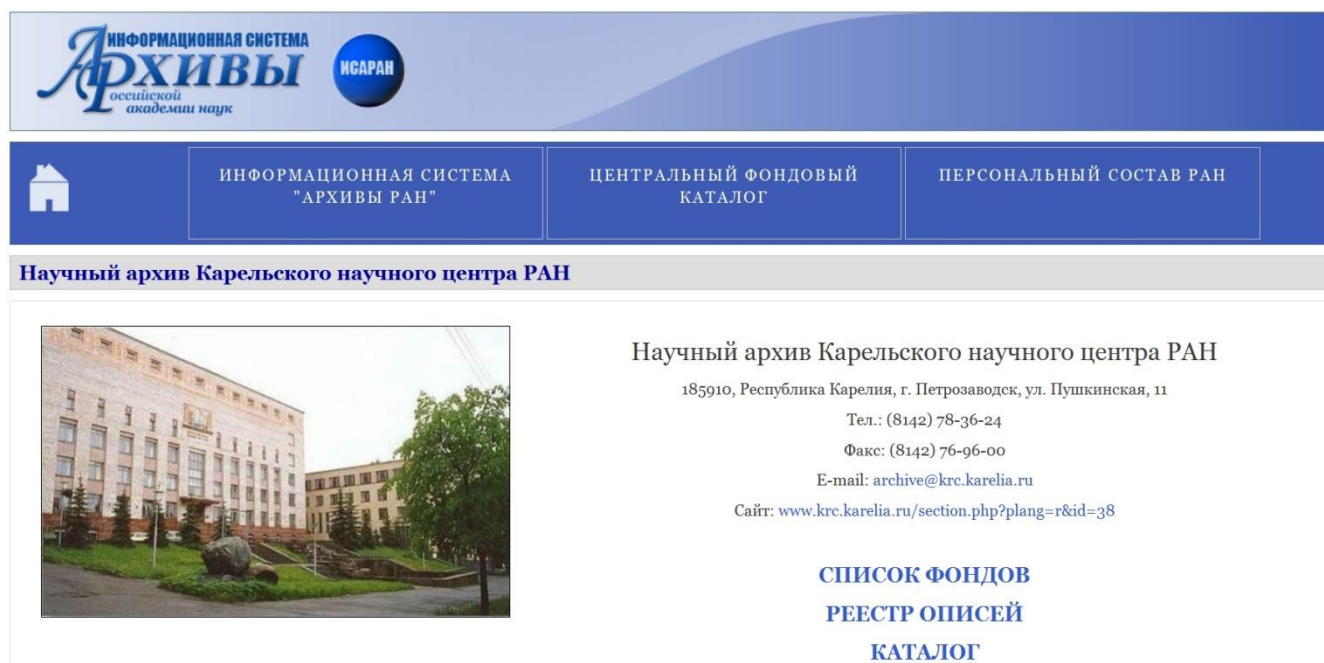 ИНФОРМАЦИОННАЯ СИСТЕМА
АРХИВЫ
Российской
академии наук
ИСАРАН
ИНФОРМАЦИОННАЯ СИСТЕМА
"АРХИВЫ РАН"
ЦЕНТРАЛЬНЫЙ ФОНДОВЫЙ
КАТАЛОГ
ПЕРСОНАЛЬНЫЙ СОСТАВ РАН
Научный архив Карельского научного центра РАН
Научный архив Карельского научного центра РАН
185910, Республика Карелия, г. Петрозаводск, ул. Пушкинская, 11
Тел.: (8142) 78-36-24
Факс: (8142) 76-96-00
E-mail: archive@krc.karelia.ru
Сайт: www.krc.karelia.ru/section.php?plang=r&id=38
СПИСОК ФОНДОВ
РЕЕСТР ОПИСЕЙ
КАТАЛОГ